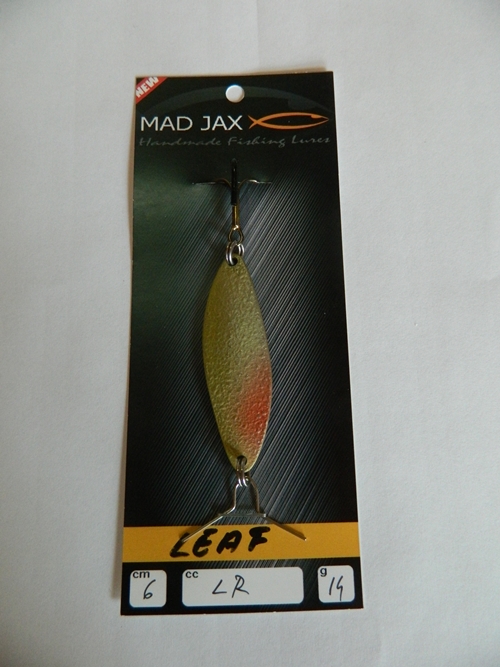 NEW
MAD JAX
Handmade Fishing Lures
LEAF
cm cc g
6 LR 14